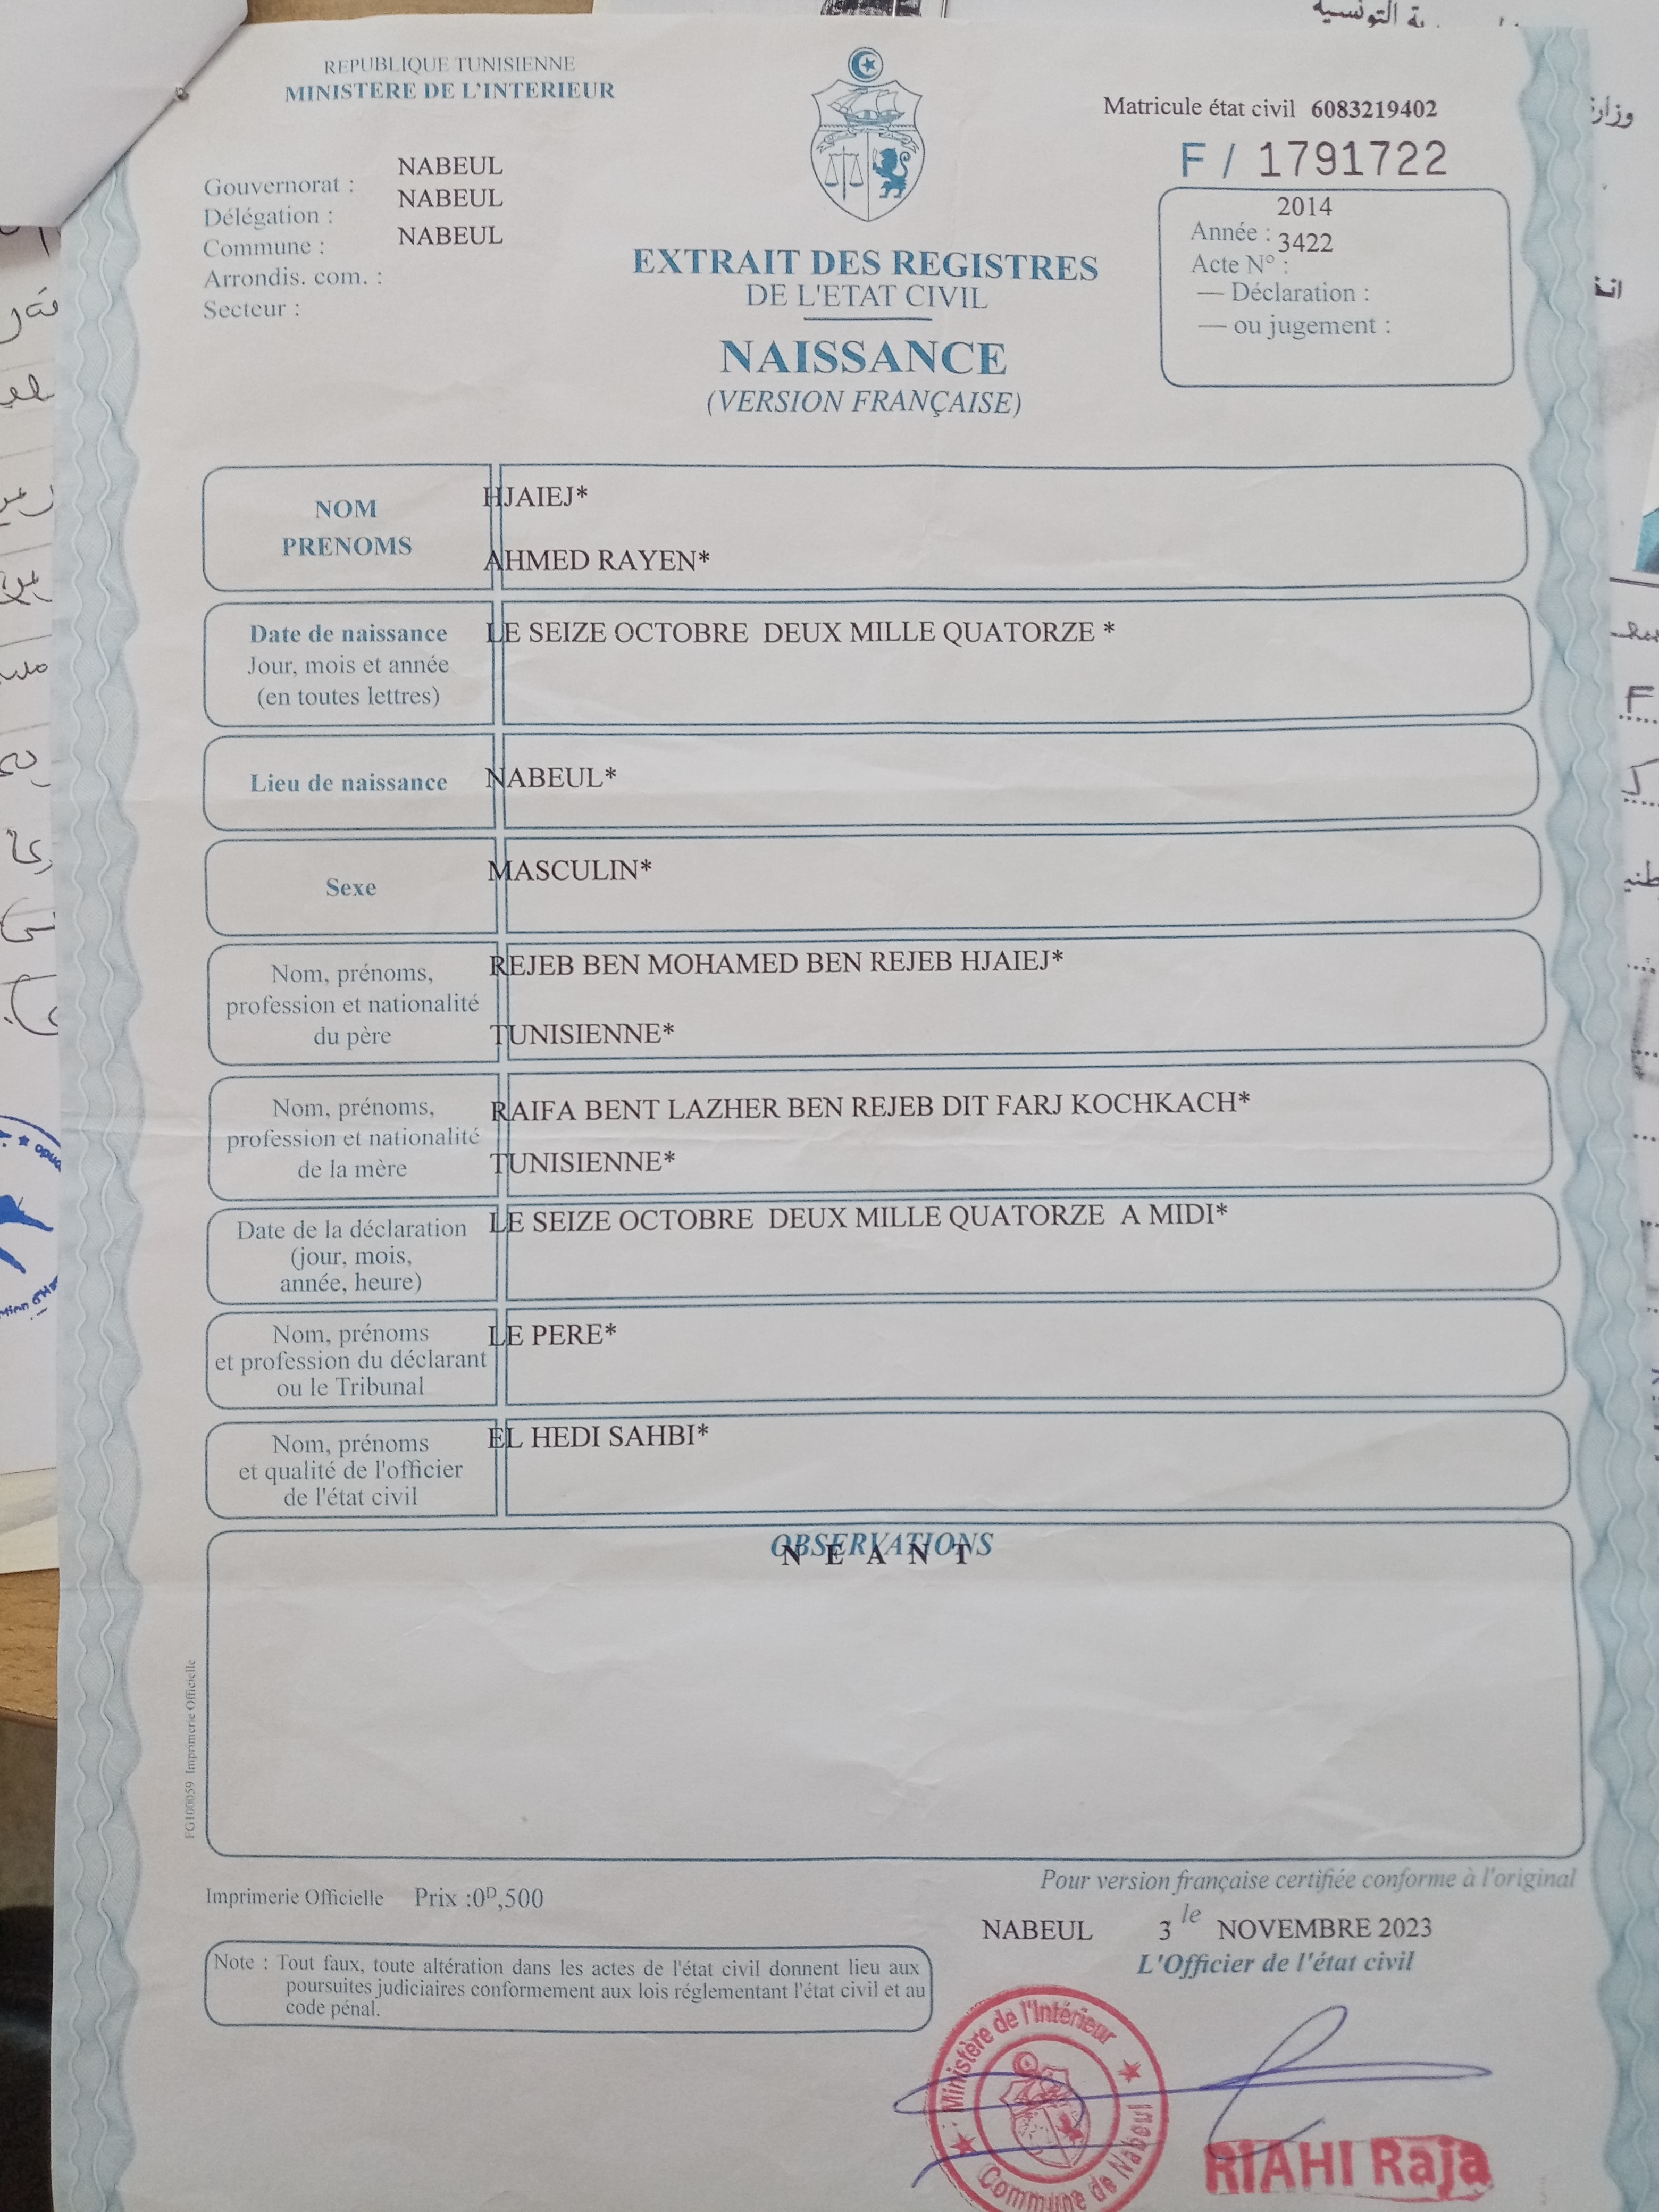 REPUBLIQUE TUNISIENNE
MINISTERE DE L'INTERIEUR
Matricule état civil 6083219402
F / 1791722
Gouvernorat : NABEUL
Délégation : NABEUL
Commune : NABEUL
Arrondis. com. :
Secteur :
2014
Année :
3422
Acte N° :
— Déclaration :
— ou jugement :
EXTRAIT DES REGISTRES
DE L'ETAT CIVIL
NAISSANCE
(VERSION FRANÇAISE)
NOM
HJAIEJ*
PRENOMS
AHMED RAYEN*
Date de naissance
LE SEIZE OCTOBRE DEUX MILLE QUATORZE *
Jour, mois et année
(en toutes lettres)
Lieu de naissance
NABEUL*
Sexe
MASCULIN*
Nom, prénoms,
profession et nationalité
du père
REJEB BEN MOHAMED BEN REJEB HJAIEJ*
TUNISIENNE*
Nom, prénoms,
profession et nationalité
de la mère
RAIFA BENT LAZHER BEN REJEB DIT FARJ KOCHKACH*
TUNISIENNE*
Date de la déclaration
(jour, mois,
année, heure)
LE SEIZE OCTOBRE DEUX MILLE QUATORZE A MIDI*
Nom, prénoms
et profession du déclarant
ou le Tribunal
LE PERE*
Nom, prénoms
et qualité de l'officier
de l'état civil
EL HEDI SAHBI*
OBSERVATIONS
N E A N T
FG100059 Imprimerie Officielle
Imprimerie Officielle Prix :0ᴰ,500
Pour version française certifiée conforme à l'original
NABEUL 3 le NOVEMBRE 2023
L'Officier de l'état civil
Note : Tout faux, toute altération dans les actes de l'état civil donnent lieu aux
poursuites judiciaires conformement aux lois réglementant l'état civil et au
code pénal.
Ministère de l'Intérieur
Commune de Nabeul
RIAHI Raja